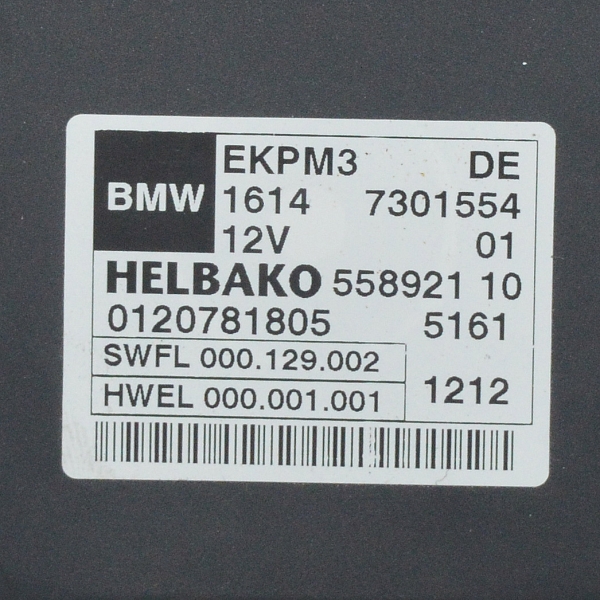 EKPM3 DE
BMW 1614 7301554
12V 01
HELBAKO 558921 10
0120781805 5161
SWFL 000.129.002
HWEL 000.001.001 1212